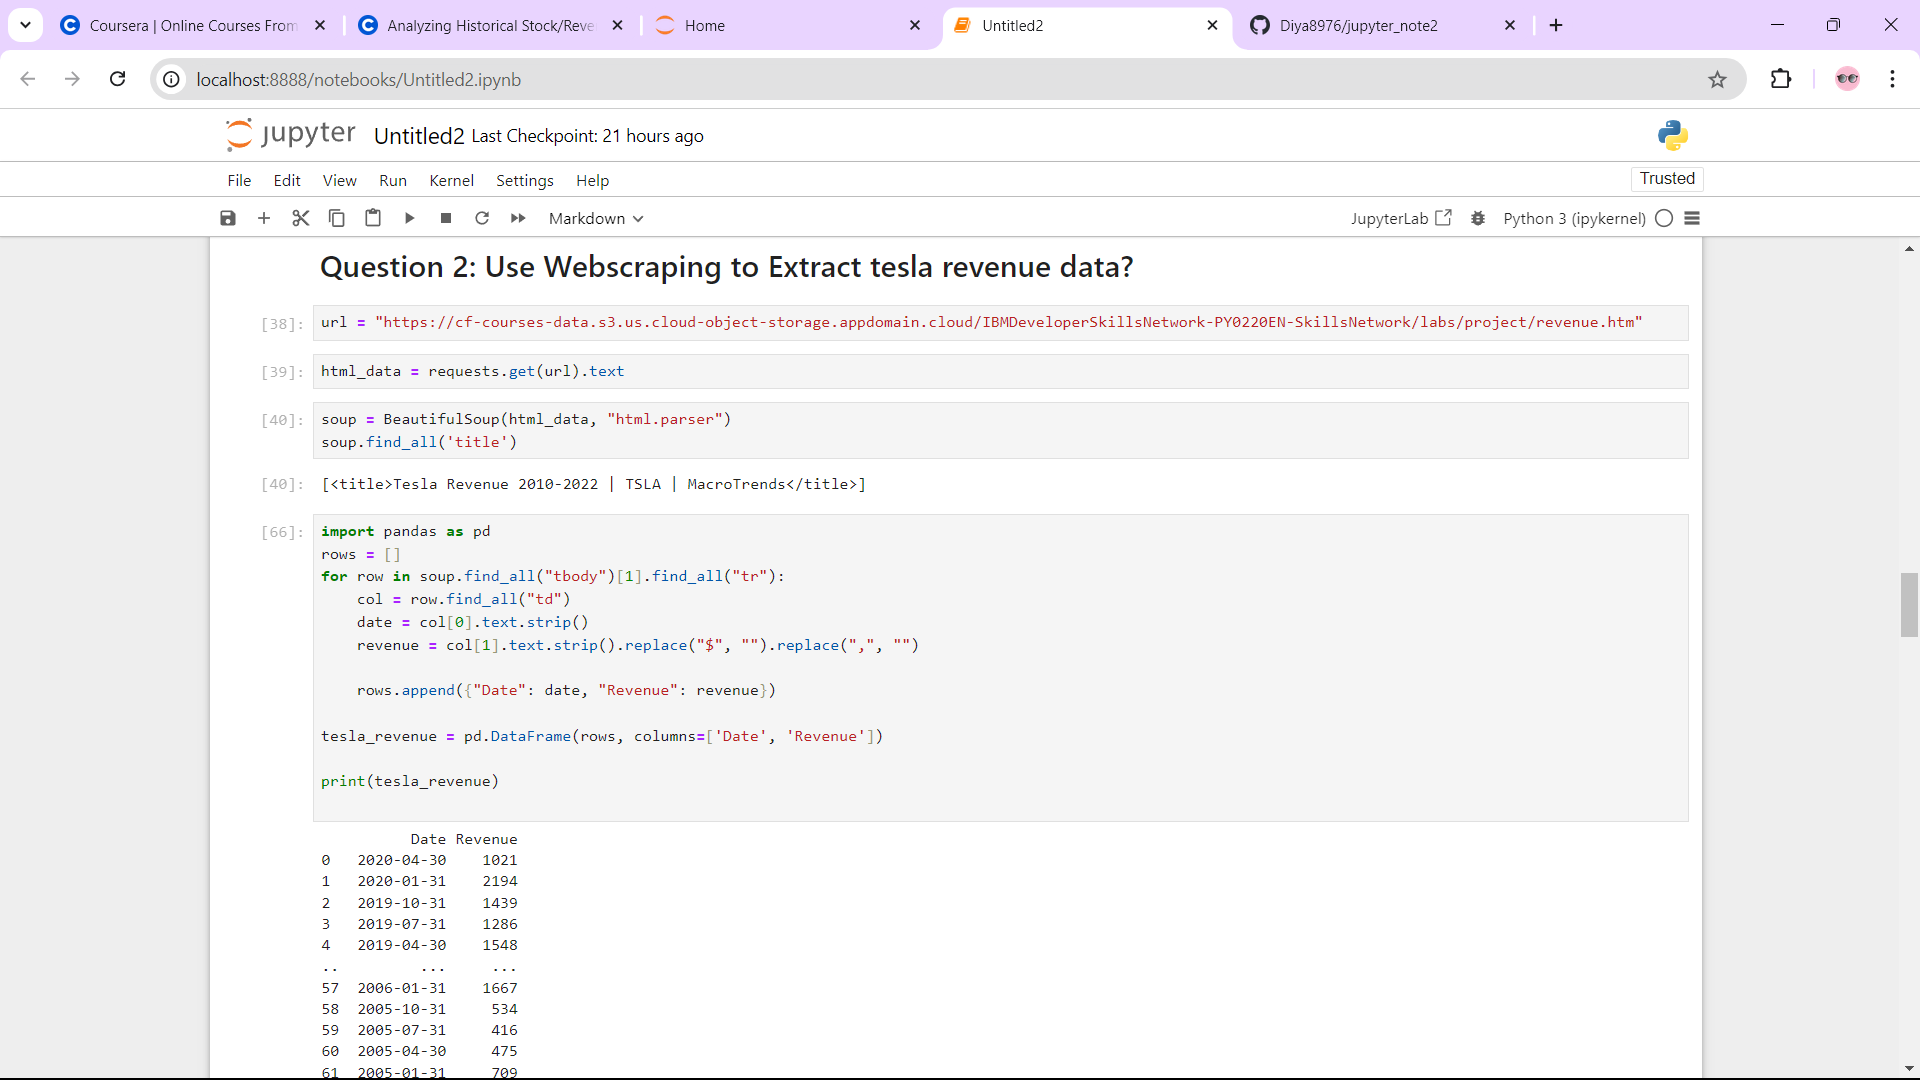 Coursera | Online Courses From
Analyzing Historical Stock/Reve
Home
Untitled2
Diya8976/jupyter_note2
localhost:8888/notebooks/Untitled2.ipynb
jupyter Untitled2 Last Checkpoint: 21 hours ago
File Edit View Run Kernel Settings Help
Trusted
Markdown
JupyterLab
Python 3 (ipykernel)
Question 2: Use Webscraping to Extract tesla revenue data?
[38]: url = "https://cf-courses-data.s3.us.cloud-object-storage.appdomain.cloud/IBMDeveloperSkillsNetwork-PY0220EN-SkillsNetwork/labs/project/revenue.htm"
[39]: html_data = requests.get(url).text
[40]: soup = BeautifulSoup(html_data, "html.parser")
soup.find_all('title')
[40]: [<title>Tesla Revenue 2010-2022 | TSLA | MacroTrends</title>]
[66]: import pandas as pd
rows = []
for row in soup.find_all("tbody")[1].find_all("tr"):
    col = row.find_all("td")
    date = col[0].text.strip()
    revenue = col[1].text.strip().replace("$", "").replace(",", "")
    rows.append({"Date": date, "Revenue": revenue})
tesla_revenue = pd.DataFrame(rows, columns=['Date', 'Revenue'])
print(tesla_revenue)
Date Revenue
0 2020-04-30 1021
1 2020-01-31 2194
2 2019-10-31 1439
3 2019-07-31 1286
4 2019-04-30 1548
.. ... ...
57 2006-01-31 1667
58 2005-10-31 534
59 2005-07-31 416
60 2005-04-30 475
61 2005-01-31 709